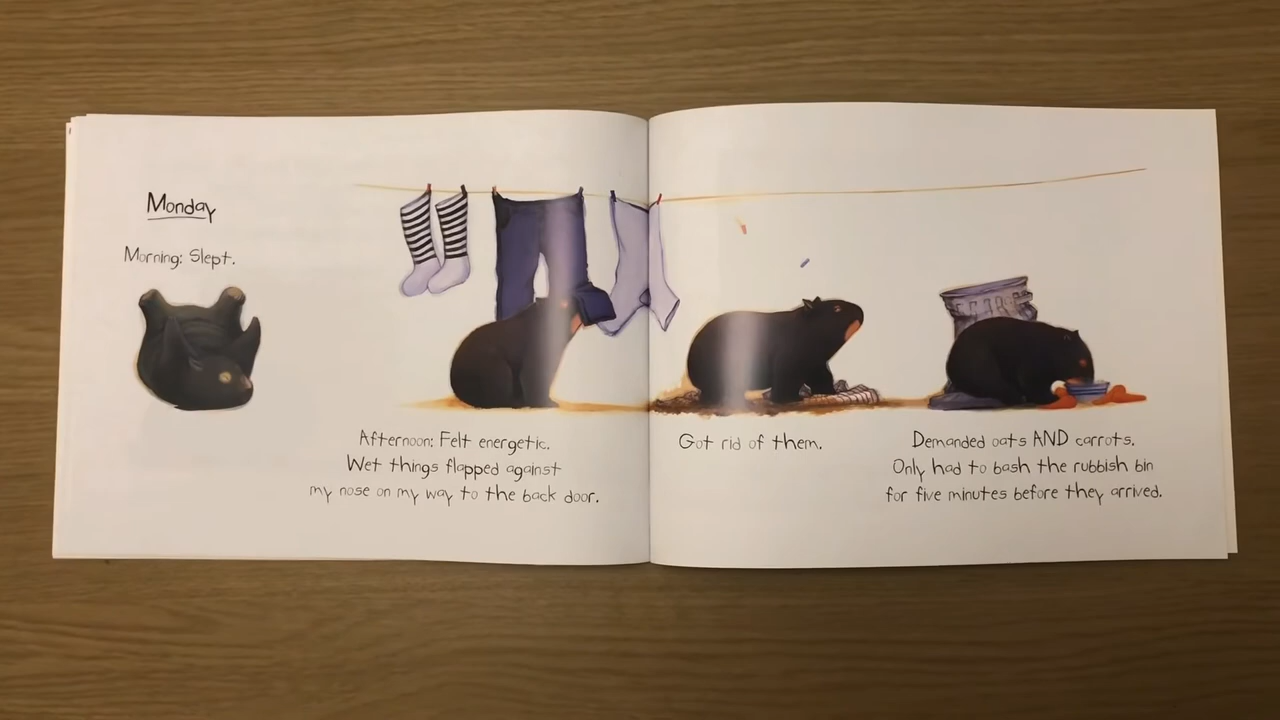 Monday
Morning: Slept.
Afternoon: Felt energetic.
Wet things flapped against
my nose on my way to the back door.
Got rid of them.
Demanded oats AND carrots.
Only had to bash the rubbish bin
for five minutes before they arrived.